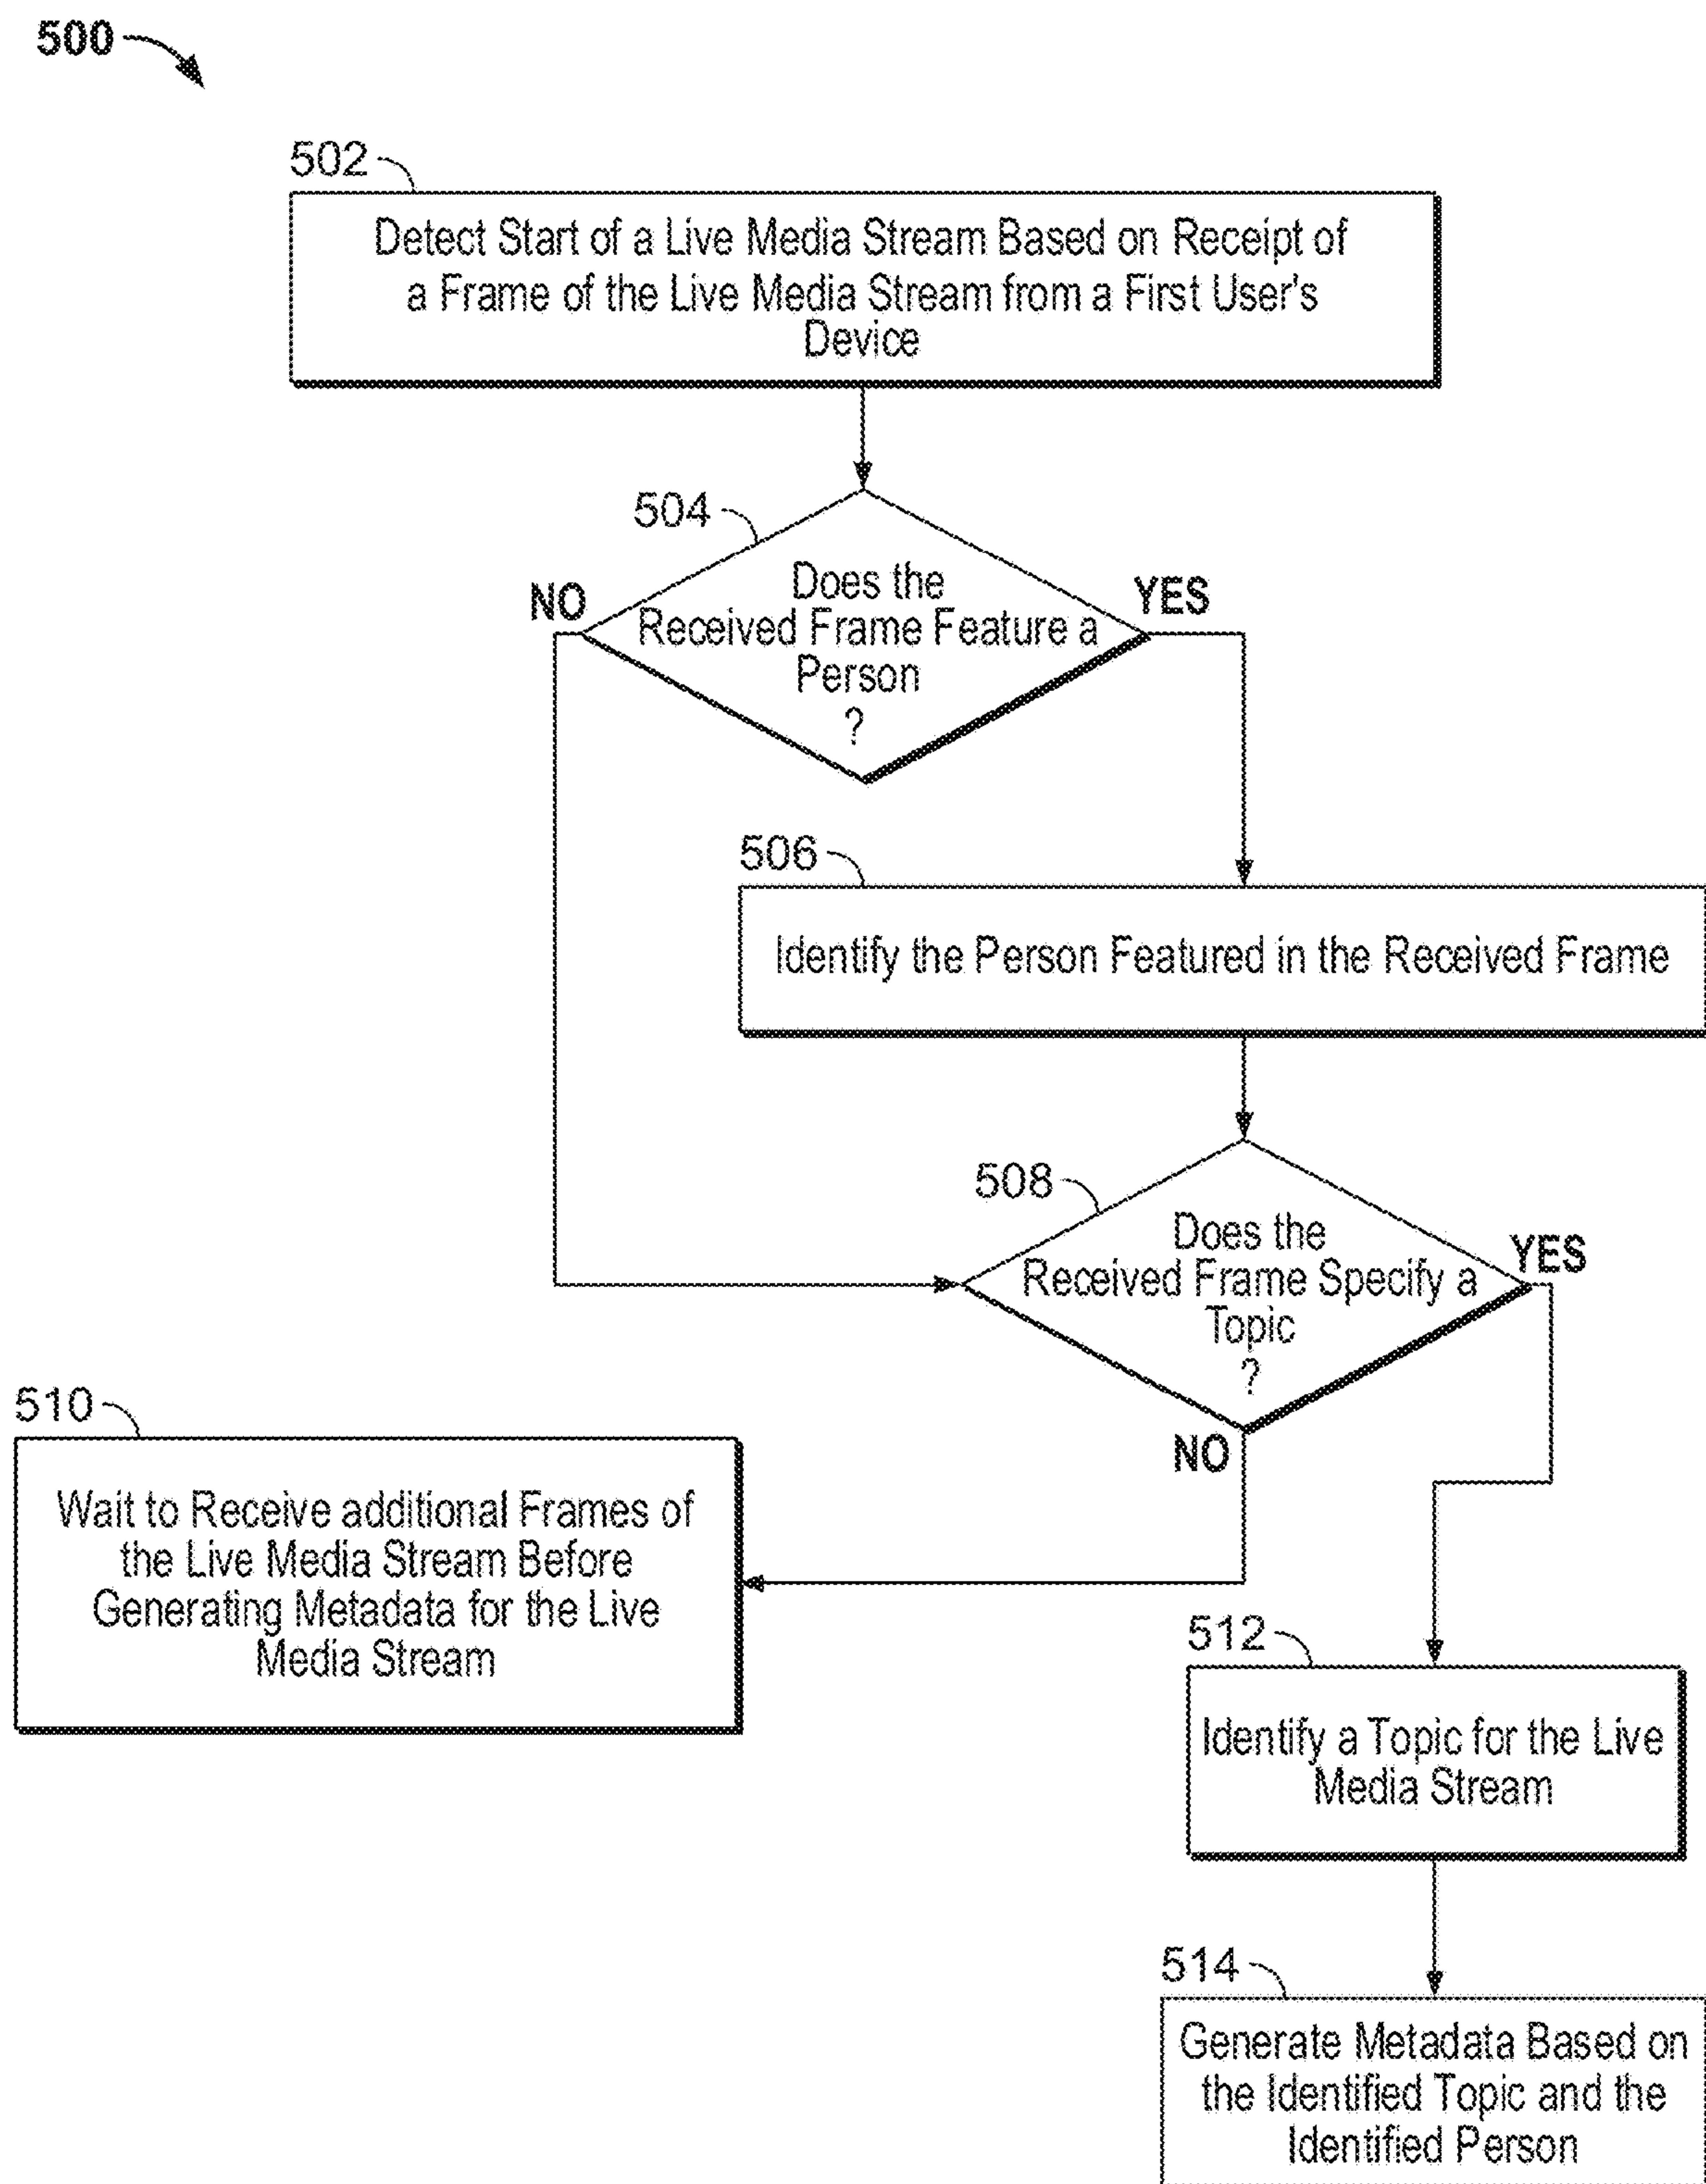 500
502
Detect Start of a Live Media Stream Based on Receipt of
a Frame of the Live Media Stream from a First User's
Device
504
NO
YES
Does the
Received Frame Feature a
Person
?
506
Identify the Person Featured in the Received Frame
508
YES
Does the
Received Frame Specify a
Topic
?
NO
510
Wait to Receive additional Frames of
the Live Media Stream Before
Generating Metadata for the Live
Media Stream
512
Identify a Topic for the Live
Media Stream
514
Generate Metadata Based on
the Identified Topic and the
Identified Person